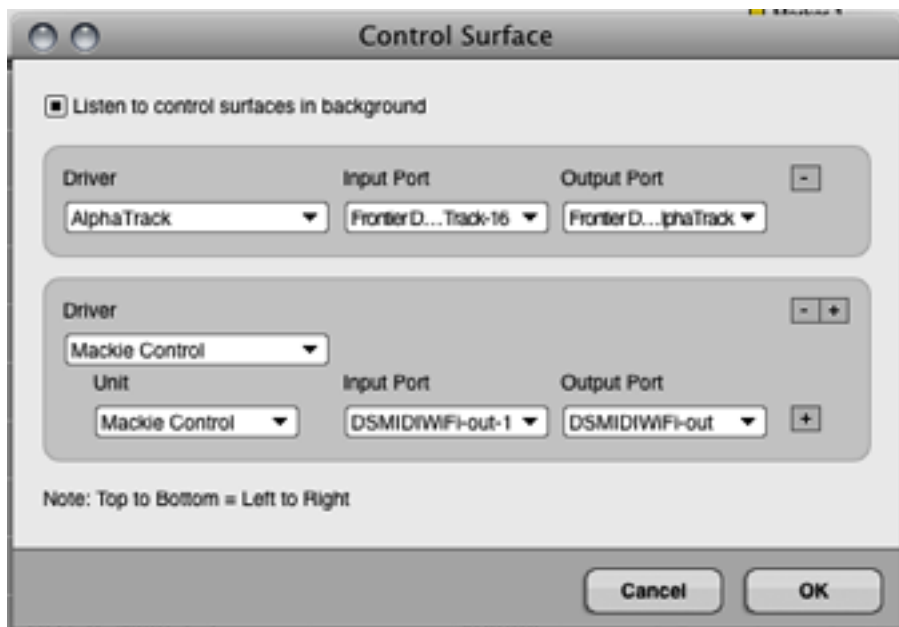 Control Surface
Listen to control surfaces in background
Driver Input Port Output Port -
AlphaTrack Frontier D...Track-16 Frontier D...lphaTrack
Driver - +
Mackie Control
Unit Input Port Output Port
Mackie Control DSMIDIWiFi-out-1 DSMIDIWiFi-out +
Note: Top to Bottom = Left to Right
Cancel OK